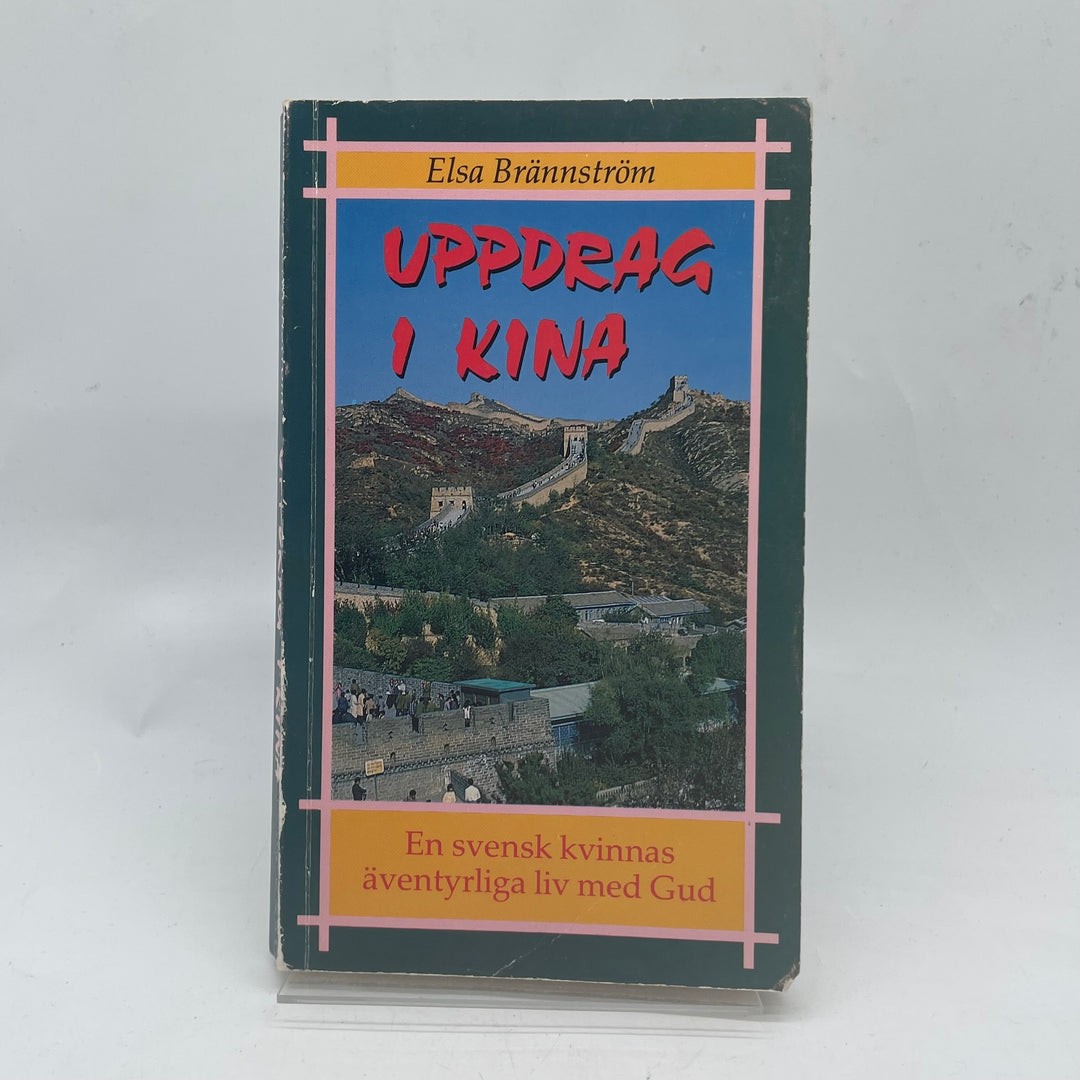 Elsa Brännström
UPPDRAG
I KINA
En svensk kvinnas
äventyrliga liv med Gud